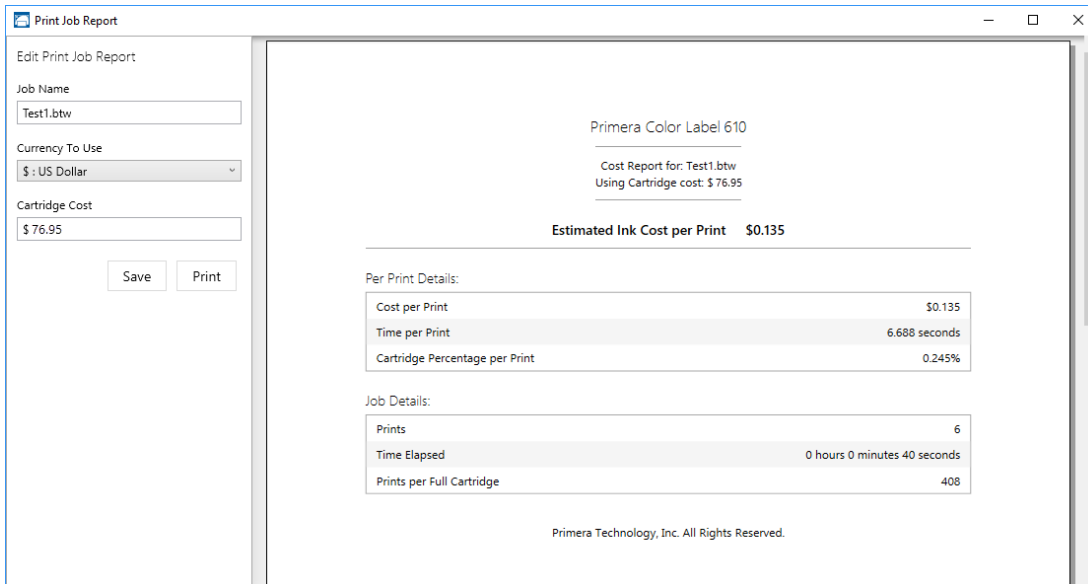 Print Job Report
Edit Print Job Report
Job Name
Test1.btw
Currency To Use
$ : US Dollar
Cartridge Cost
$ 76.95
Save Print
Primera Color Label 610
Cost Report for: Test1.btw
Using Cartridge cost: $ 76.95
Estimated Ink Cost per Print $0.135
Per Print Details:
Cost per Print $0.135
Time per Print 6.688 seconds
Cartridge Percentage per Print 0.245%
Job Details:
Prints 6
Time Elapsed 0 hours 0 minutes 40 seconds
Prints per Full Cartridge 408
Primera Technology, Inc. All Rights Reserved.